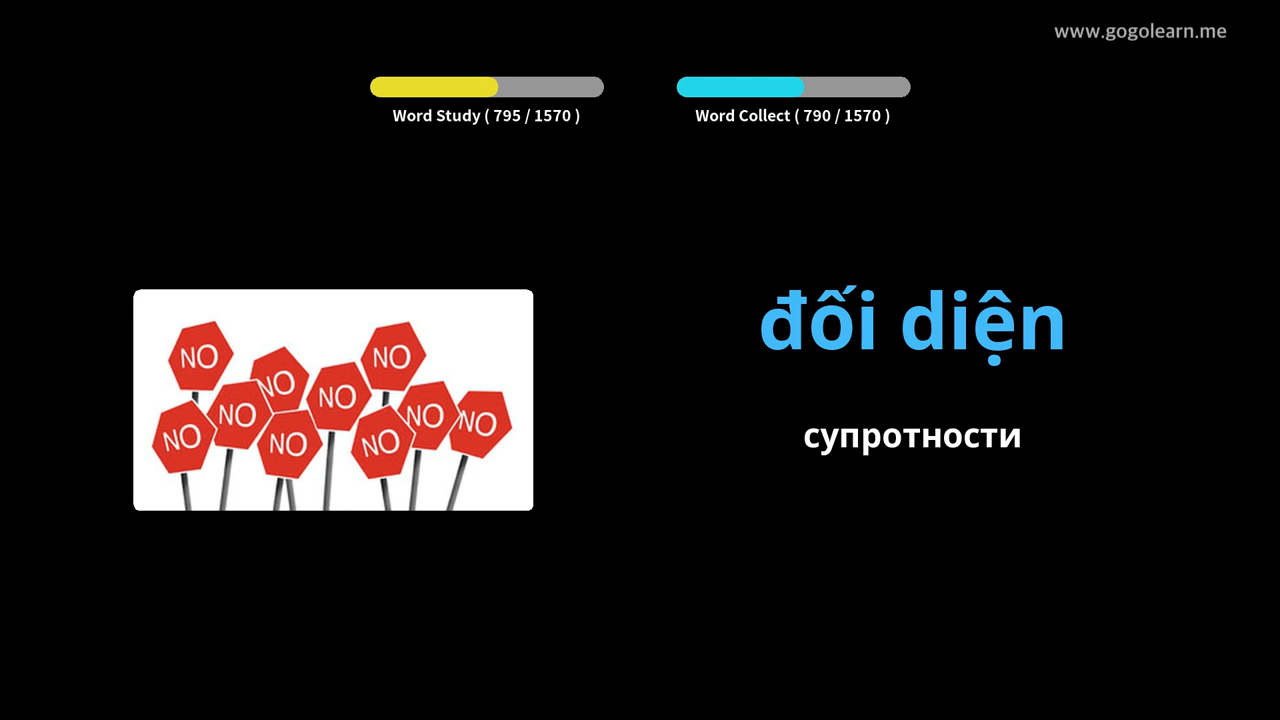 www.gogolearn.me
Word Study ( 795 / 1570 )
Word Collect ( 790 / 1570 )
NO
NO
NO
NO
NO
NO
NO
NO
NO
NO
đối diện
супротности